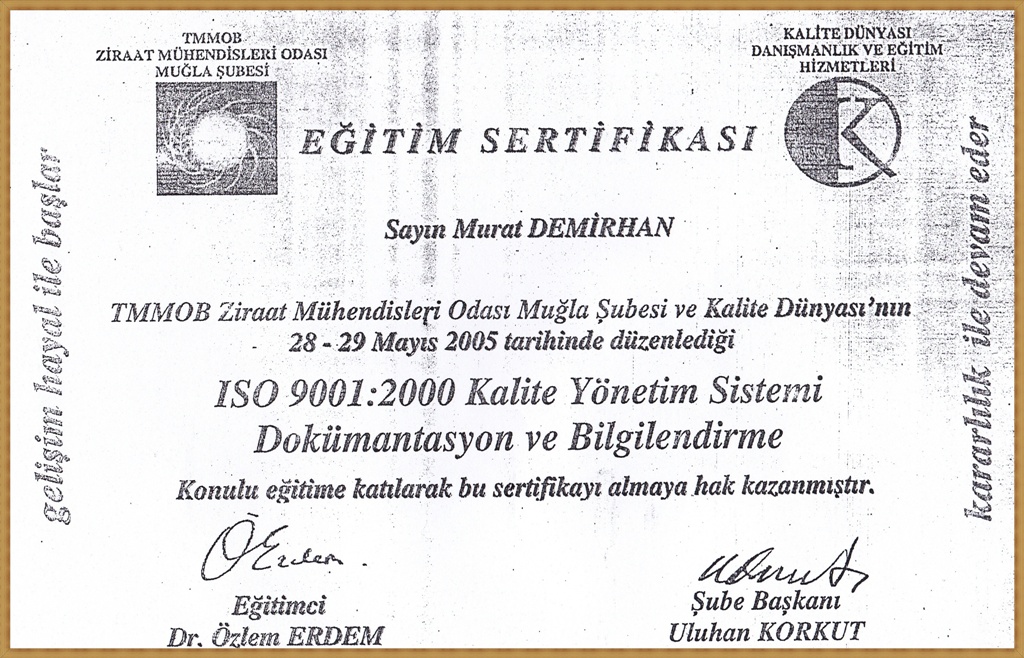 TMMOB
ZİRAAT MÜHENDİSLERİ ODASI
MUĞLA ŞUBESİ
KALİTE DÜNYASI
DANIŞMANLIK VE EĞİTİM
HİZMETLERİ
EĞİTİM SERTİFİKASI
gelişim hayal ile başlar
kararlılık ile devam eder
Sayın Murat DEMİRHAN
TMMOB Ziraat Mühendisleri Odası Muğla Şubesi ve Kalite Dünyası'nın
28 - 29 Mayıs 2005 tarihinde düzenlediği
ISO 9001:2000 Kalite Yönetim Sistemi
Dokümantasyon ve Bilgilendirme
Konulu eğitime katılarak bu sertifikayı almaya hak kazanmıştır.
Ö Erdem
Eğitimci
Dr. Özlem ERDEM
Şube Başkanı
Uluhan KORKUT